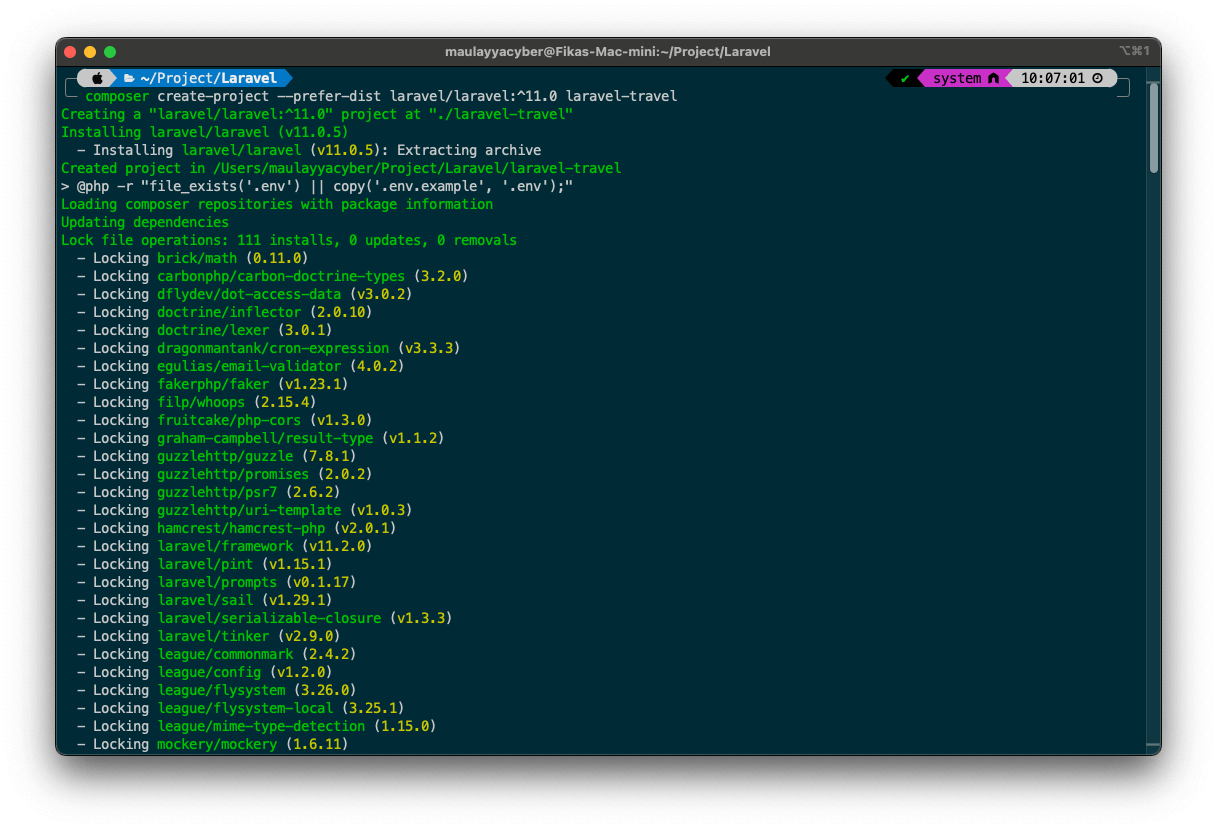 maulayyacyber@Fikas-Mac-mini:~/Project/Laravel ⌥⌘1
~/Project/Laravel ✔ system 10:07:01
composer create-project --prefer-dist laravel/laravel:^11.0 laravel-travel
Creating a "laravel/laravel:^11.0" project at "./laravel-travel"
Installing laravel/laravel (v11.0.5)
- Installing laravel/laravel (v11.0.5): Extracting archive
Created project in /Users/maulayyacyber/Project/Laravel/laravel-travel
> @php -r "file_exists('.env') || copy('.env.example', '.env');"
Loading composer repositories with package information
Updating dependencies
Lock file operations: 111 installs, 0 updates, 0 removals
- Locking brick/math (0.11.0)
- Locking carbonphp/carbon-doctrine-types (3.2.0)
- Locking dflydev/dot-access-data (v3.0.2)
- Locking doctrine/inflector (2.0.10)
- Locking doctrine/lexer (3.0.1)
- Locking dragonmantank/cron-expression (v3.3.3)
- Locking egulias/email-validator (4.0.2)
- Locking fakerphp/faker (v1.23.1)
- Locking filp/whoops (2.15.4)
- Locking fruitcake/php-cors (v1.3.0)
- Locking graham-campbell/result-type (v1.1.2)
- Locking guzzlehttp/guzzle (7.8.1)
- Locking guzzlehttp/promises (2.0.2)
- Locking guzzlehttp/psr7 (2.6.2)
- Locking guzzlehttp/uri-template (v1.0.3)
- Locking hamcrest/hamcrest-php (v2.0.1)
- Locking laravel/framework (v11.2.0)
- Locking laravel/pint (v1.15.1)
- Locking laravel/prompts (v0.1.17)
- Locking laravel/sail (v1.29.1)
- Locking laravel/serializable-closure (v1.3.3)
- Locking laravel/tinker (v2.9.0)
- Locking league/commonmark (2.4.2)
- Locking league/config (v1.2.0)
- Locking league/flysystem (3.26.0)
- Locking league/flysystem-local (3.25.1)
- Locking league/mime-type-detection (1.15.0)
- Locking mockery/mockery (1.6.11)